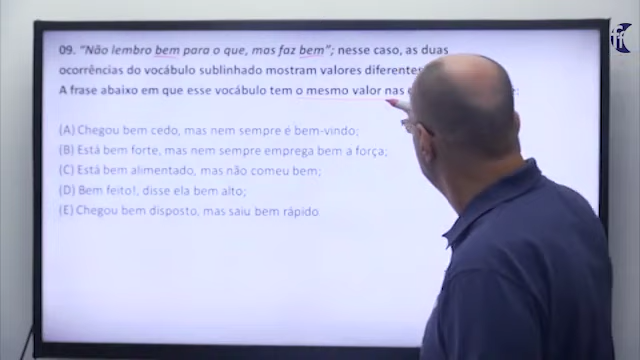 09. "Não lembro bem para o que, mas faz bem"; nesse caso, as duas
ocorrências do vocábulo sublinhado mostram valores diferentes
A frase abaixo em que esse vocábulo tem o mesmo valor nas
(A) Chegou bem cedo, mas nem sempre é bem-vindo;
(B) Está bem forte, mas nem sempre emprega bem a força;
(C) Está bem alimentado, mas não comeu bem;
(D) Bem feito!, disse ela bem alto;
(E) Chegou bem disposto, mas saiu bem rápido